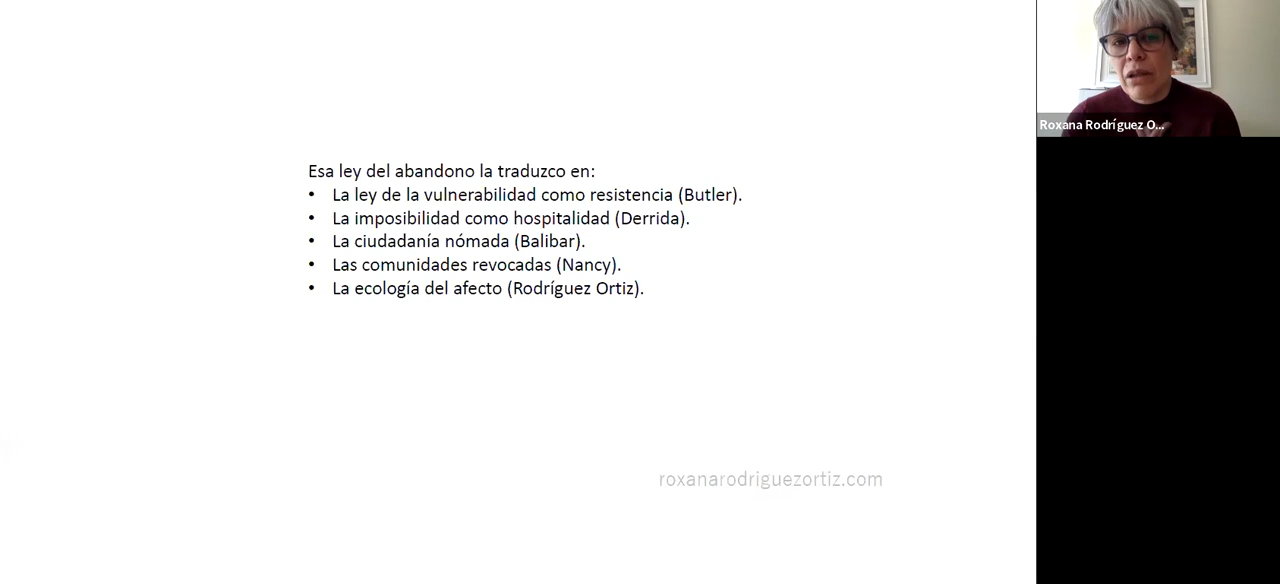 Roxana Rodríguez O...
Esa ley del abandono la traduzco en:
• La ley de la vulnerabilidad como resistencia (Butler).
• La imposibilidad como hospitalidad (Derrida).
• La ciudadanía nómada (Balibar).
• Las comunidades revocadas (Nancy).
• La ecología del afecto (Rodríguez Ortiz).
roxanarodriguezortiz.com